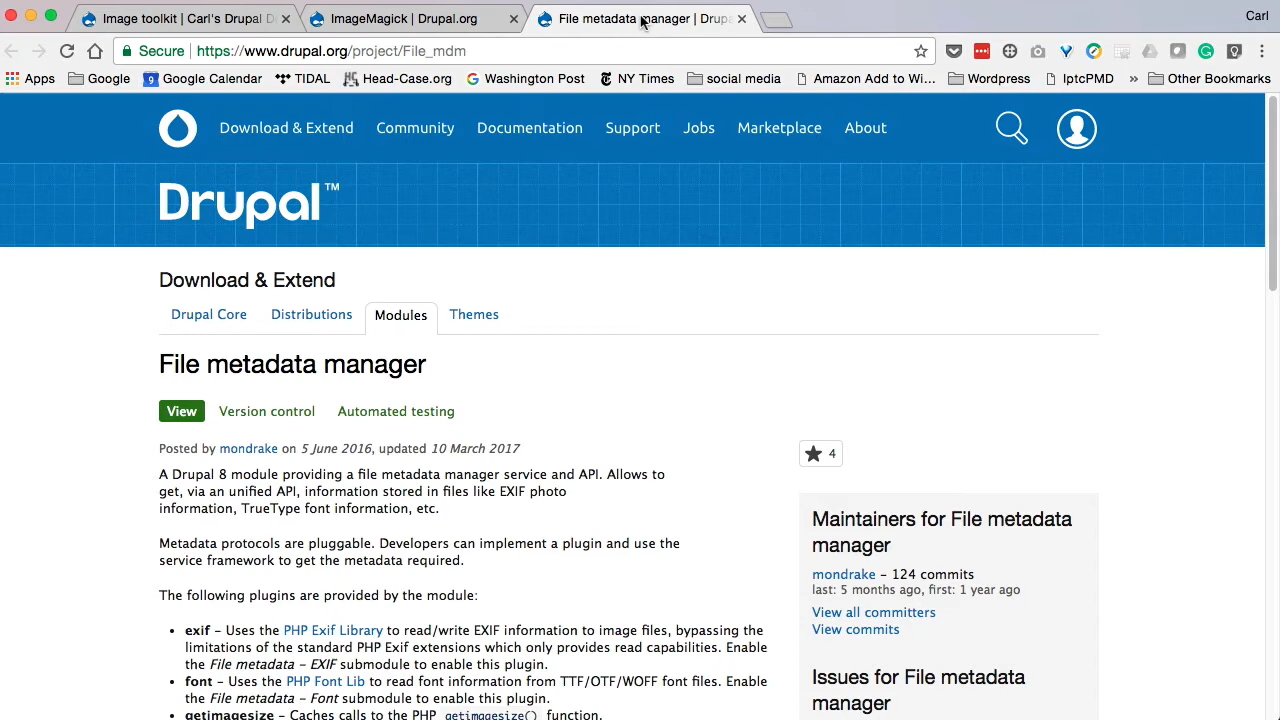 Image toolkit | Carl's Drupal D
ImageMagick | Drupal.org
File metadata manager | Drupa
Carl
Secure
https://www.drupal.org/project/File_mdm
Apps
Google
9 Google Calendar
TIDAL
Head-Case.org
G Washington Post
NY Times
social media
Amazon Add to Wi...
Wordpress
IptcPMD
»
Other Bookmarks
Download & Extend
Community
Documentation
Support
Jobs
Marketplace
About
Drupal™
Download & Extend
Drupal Core
Distributions
Modules
Themes
File metadata manager
View
Version control
Automated testing
Posted by mondrake on 5 June 2016, updated 10 March 2017
★ 4
A Drupal 8 module providing a file metadata manager service and API. Allows to
get, via an unified API, information stored in files like EXIF photo
information, TrueType font information, etc.
Metadata protocols are pluggable. Developers can implement a plugin and use the
service framework to get the metadata required.
The following plugins are provided by the module:
• exif – Uses the PHP Exif Library to read/write EXIF information to image files, bypassing the
limitations of the standard PHP Exif extensions which only provides read capabilities. Enable
the File metadata – EXIF submodule to enable this plugin.
• font – Uses the PHP Font Lib to read font information from TTF/OTF/WOFF font files. Enable
the File metadata – Font submodule to enable this plugin.
• getimagesize – Caches calls to the PHP getimagesize() function.
Maintainers for File metadata
manager
mondrake – 124 commits
last: 5 months ago, first: 1 year ago
View all committers
View commits
Issues for File metadata
manager